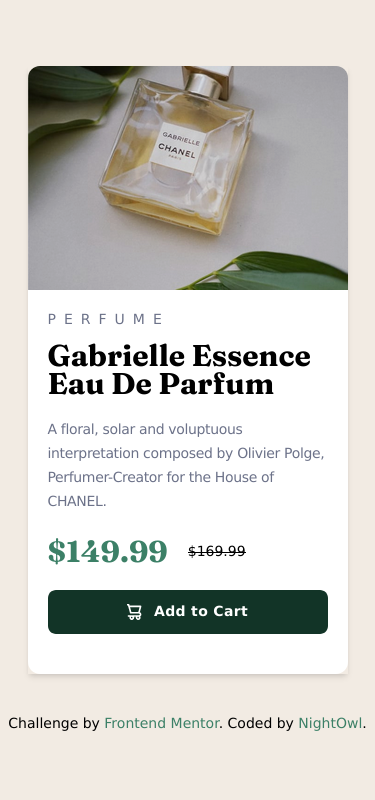 GABRIELLE
CHANEL
PARIS
PERFUME
Gabrielle Essence
Eau De Parfum
A floral, solar and voluptuous
interpretation composed by Olivier Polge,
Perfumer-Creator for the House of
CHANEL.
$149.99 $169.99
Add to Cart
Challenge by Frontend Mentor. Coded by NightOwl.